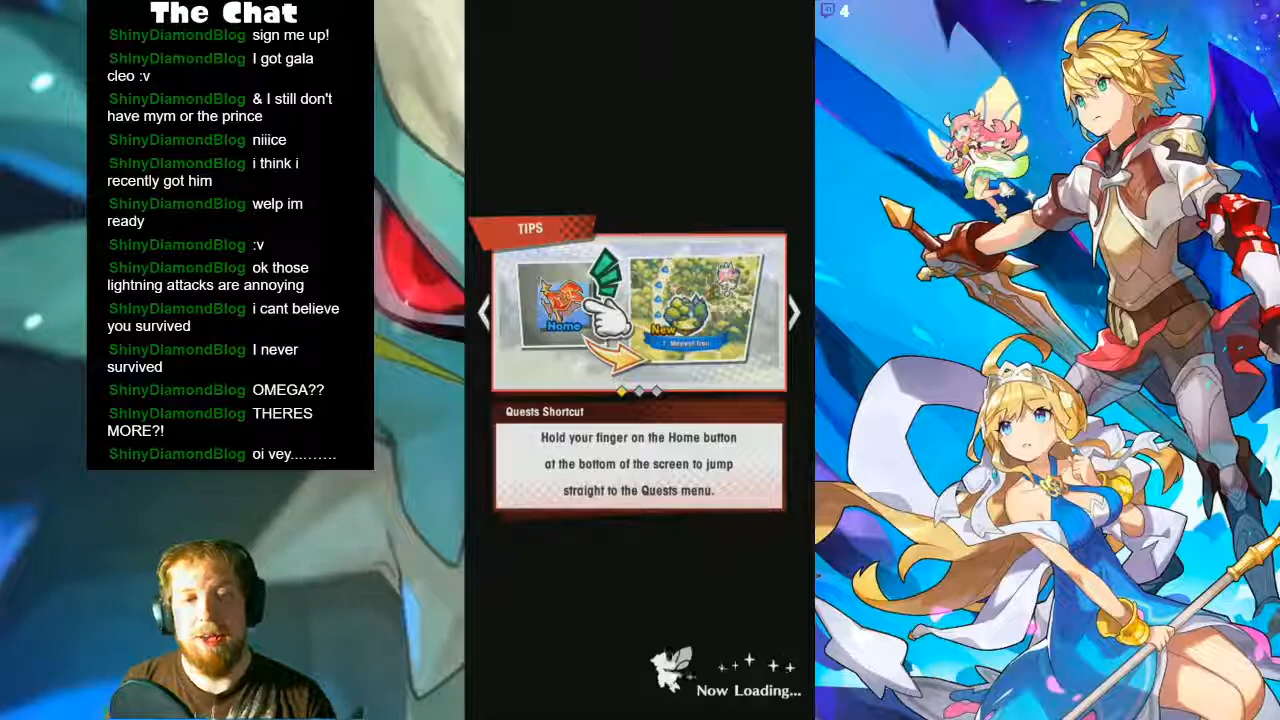 The Chat
ShinyDiamondBlog sign me up!
ShinyDiamondBlog I got gala
cleo :v
ShinyDiamondBlog & I still don't
have mym or the prince
ShinyDiamondBlog niiice
ShinyDiamondBlog i think i
recently got him
ShinyDiamondBlog welp im
ready
ShinyDiamondBlog :v
ShinyDiamondBlog ok those
lightning attacks are annoying
ShinyDiamondBlog i cant believe
you survived
ShinyDiamondBlog I never
survived
ShinyDiamondBlog OMEGA??
ShinyDiamondBlog THERES
MORE?!
ShinyDiamondBlog oi vey.........
TIPS
Home
New
Quests Shortcut
Hold your finger on the Home button
at the bottom of the screen to jump
straight to the Quests menu.
Now Loading...
4